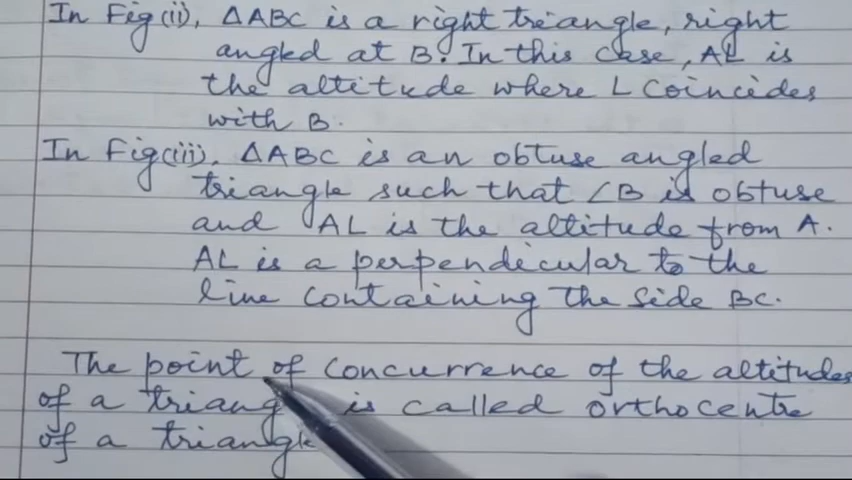 In Fig(ii), ΔABC is a right triangle, right
angled at B. In this case, AL is
the altitude where L coincides
with B.
In Fig(iii), ΔABC is an obtuse angled
triangle such that ∠B is obtuse
and AL is the altitude from A.
AL is a perpendicular to the
line containing the side BC.
The point of concurrence of the altitudes
of a triang is called orthocentre
of a triangle